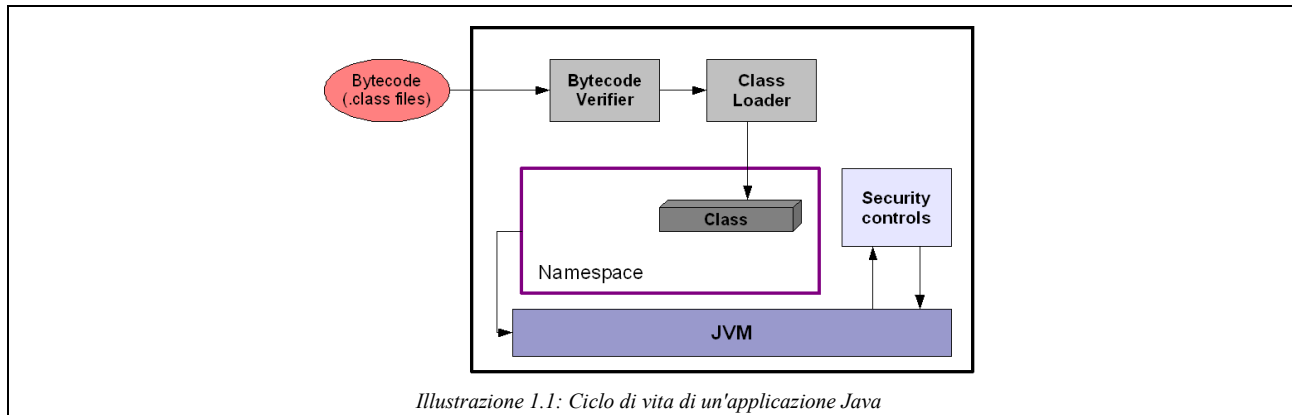 Bytecode
(.class files)
Bytecode
Verifier
Class
Loader
Class
Security
controls
Namespace
JVM
Illustrazione 1.1: Ciclo di vita di un'applicazione Java